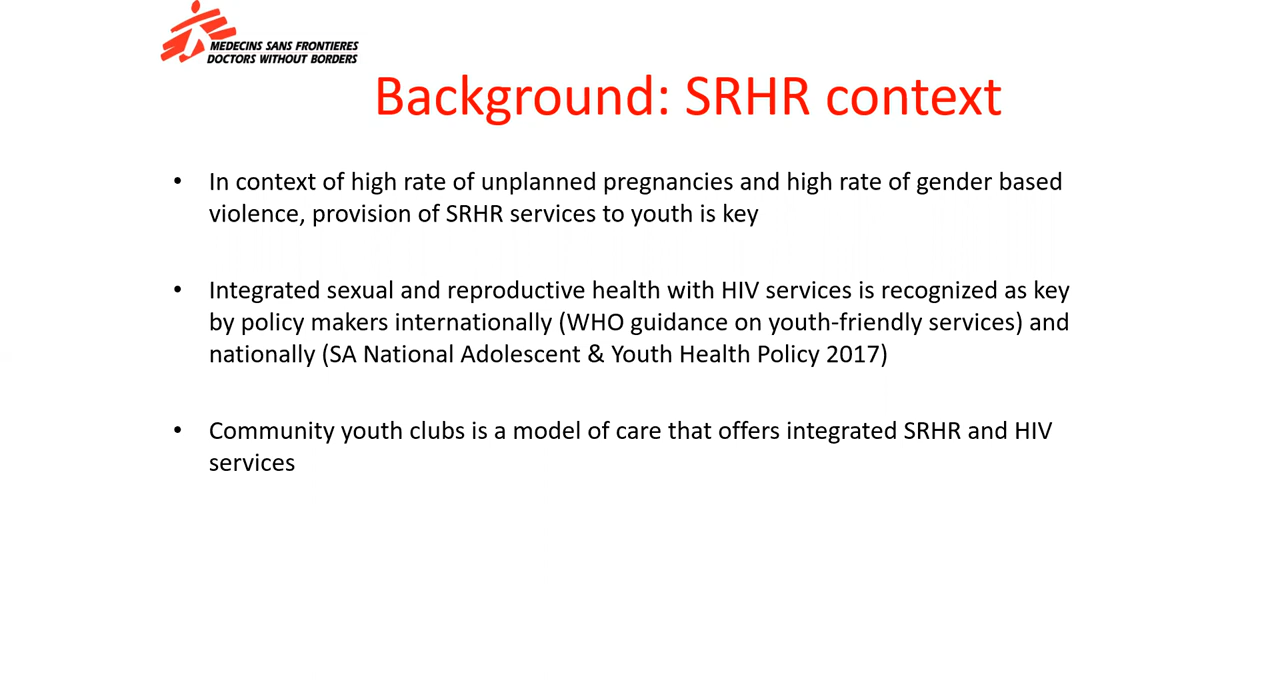 MEDECINS SANS FRONTIERES
DOCTORS WITHOUT BORDERS
Background: SRHR context
• In context of high rate of unplanned pregnancies and high rate of gender based
violence, provision of SRHR services to youth is key
• Integrated sexual and reproductive health with HIV services is recognized as key
by policy makers internationally (WHO guidance on youth-friendly services) and
nationally (SA National Adolescent & Youth Health Policy 2017)
• Community youth clubs is a model of care that offers integrated SRHR and HIV
services